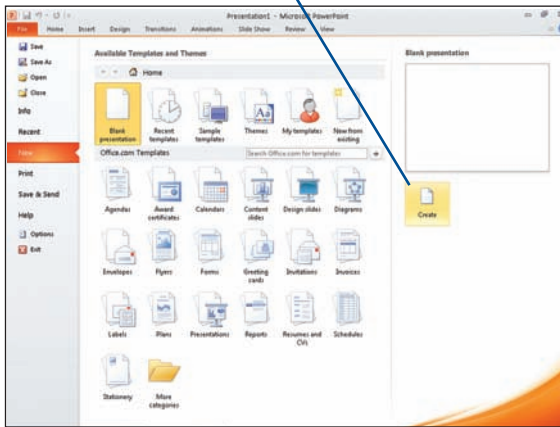 Presentation1 - Microsoft PowerPoint
File Home Insert Design Transitions Animations Slide Show Review View
Save
Save As
Open
Close
Info
Recent
New
Print
Save & Send
Help
Options
Exit
Available Templates and Themes
Home
Blank presentation
Recent templates
Sample templates
Themes
My templates
New from existing
Office.com Templates
Search Office.com for templates
Agendas
Award certificates
Calendars
Content slides
Design slides
Diagrams
Envelopes
Flyers
Forms
Greeting cards
Invitations
Invoices
Labels
Plans
Presentations
Reports
Resumes and CVs
Schedules
Stationery
More categories
Blank presentation
Create